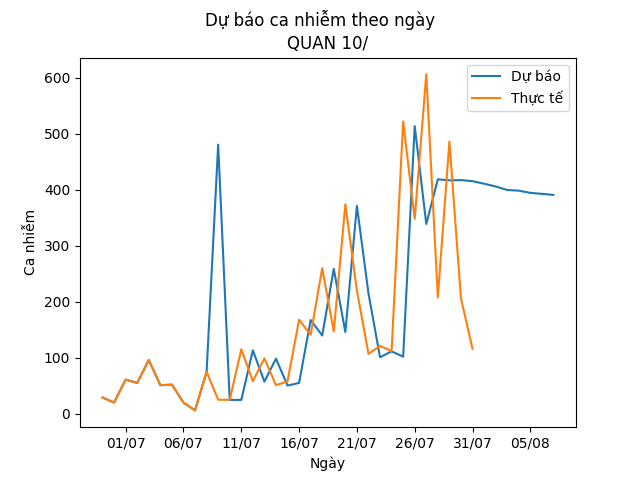 Dự báo ca nhiễm theo ngày
QUAN 10/
Dự báo
Thực tế
600
500
400
300
200
100
0
Ca nhiễm
01/07 06/07 11/07 16/07 21/07 26/07 31/07 05/08
Ngày